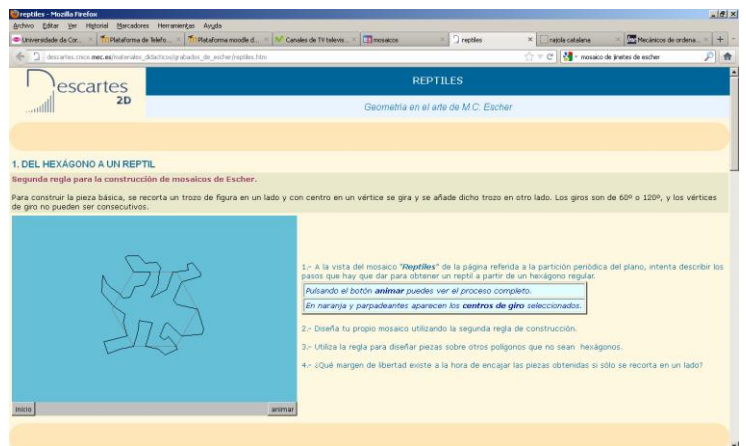 reptiles - Mozilla Firefox
Archivo Editar Ver Historial Marcadores Herramientas Ayuda
Universidade da Cor... Plataforma de Telefo... Plataforma moodle d... Canales de TV televis... mosaicos reptiles rajola catalana Mecánicos de ordena...
descartes.cnice.mec.es/materiales_didacticos/grabados_de_escher/reptiles.htm mosaico de jinetes de escher
Descartes
2D
REPTILES
Geometría en el arte de M.C. Escher
1. DEL HEXÁGONO A UN REPTIL
Segunda regla para la construcción de mosaicos de Escher.
Para construir la pieza básica, se recorta un trozo de figura en un lado y con centro en un vértice se gira y se añade dicho trozo en otro lado. Los giros son de 60º o 120º, y los vértices
de giro no pueden ser consecutivos.
1.- A la vista del mosaico "Reptiles" de la página referida a la partición periódica del plano, intenta describir los
pasos que hay que dar para obtener un reptil a partir de un hexágono regular.
Pulsando el botón animar puedes ver el proceso completo.
En naranja y parpadeantes aparecen los centros de giro seleccionados.
2.- Diseña tu propio mosaico utilizando la segunda regla de construcción.
3.- Utiliza la regla para diseñar piezas sobre otros polígonos que no sean hexágonos.
4.- ¿Qué margen de libertad existe a la hora de encajar las piezas obtenidas si sólo se recorta en un lado?
inicio animar